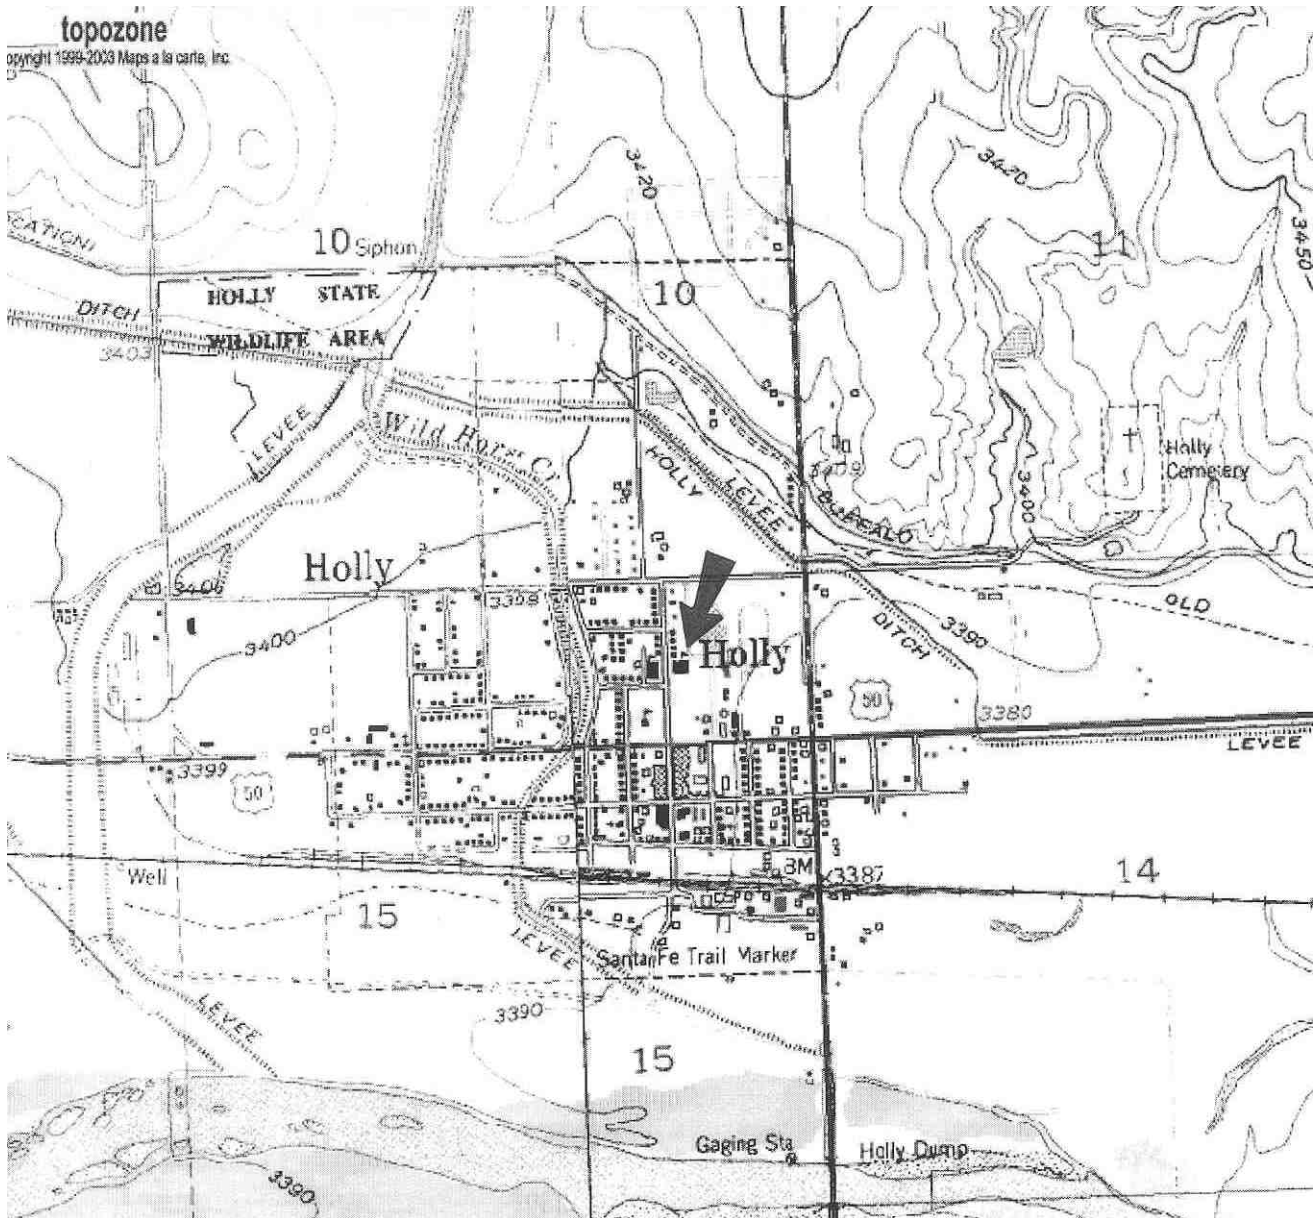 topozone
opyright 1999-2003 Maps a la carte, Inc.
3420
3420
11
3450
10 Siphon
HOLLY STATE
10
DITCH
3403
WILDLIFE AREA
LEVEE
Wild Horse Cr
HOLLY
LEVEE
BUFFALO
3400
Holly
Cemetery
Holly
3398
3400
Holly
DITCH
3390
OLD
50
3380
LEVEE
3399
50
BM
3387
14
Well
15
LEVEE
Santa Fe Trail Marker
LEVEE
3390
15
Gaging Sta
Holly Dump
3390